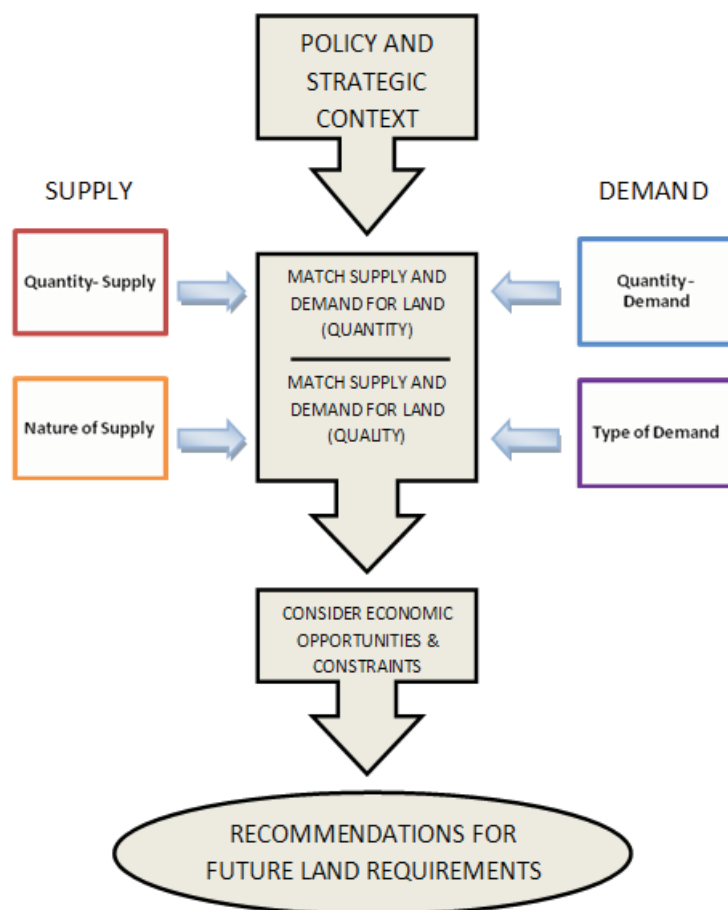 POLICY AND
STRATEGIC
CONTEXT
SUPPLY
DEMAND
Quantity- Supply
MATCH SUPPLY AND
DEMAND FOR LAND
(QUANTITY)
Quantity-
Demand
Nature of Supply
MATCH SUPPLY AND
DEMAND FOR LAND
(QUALITY)
Type of Demand
CONSIDER ECONOMIC
OPPORTUNITIES &
CONSTRAINTS
RECOMMENDATIONS FOR
FUTURE LAND REQUIREMENTS